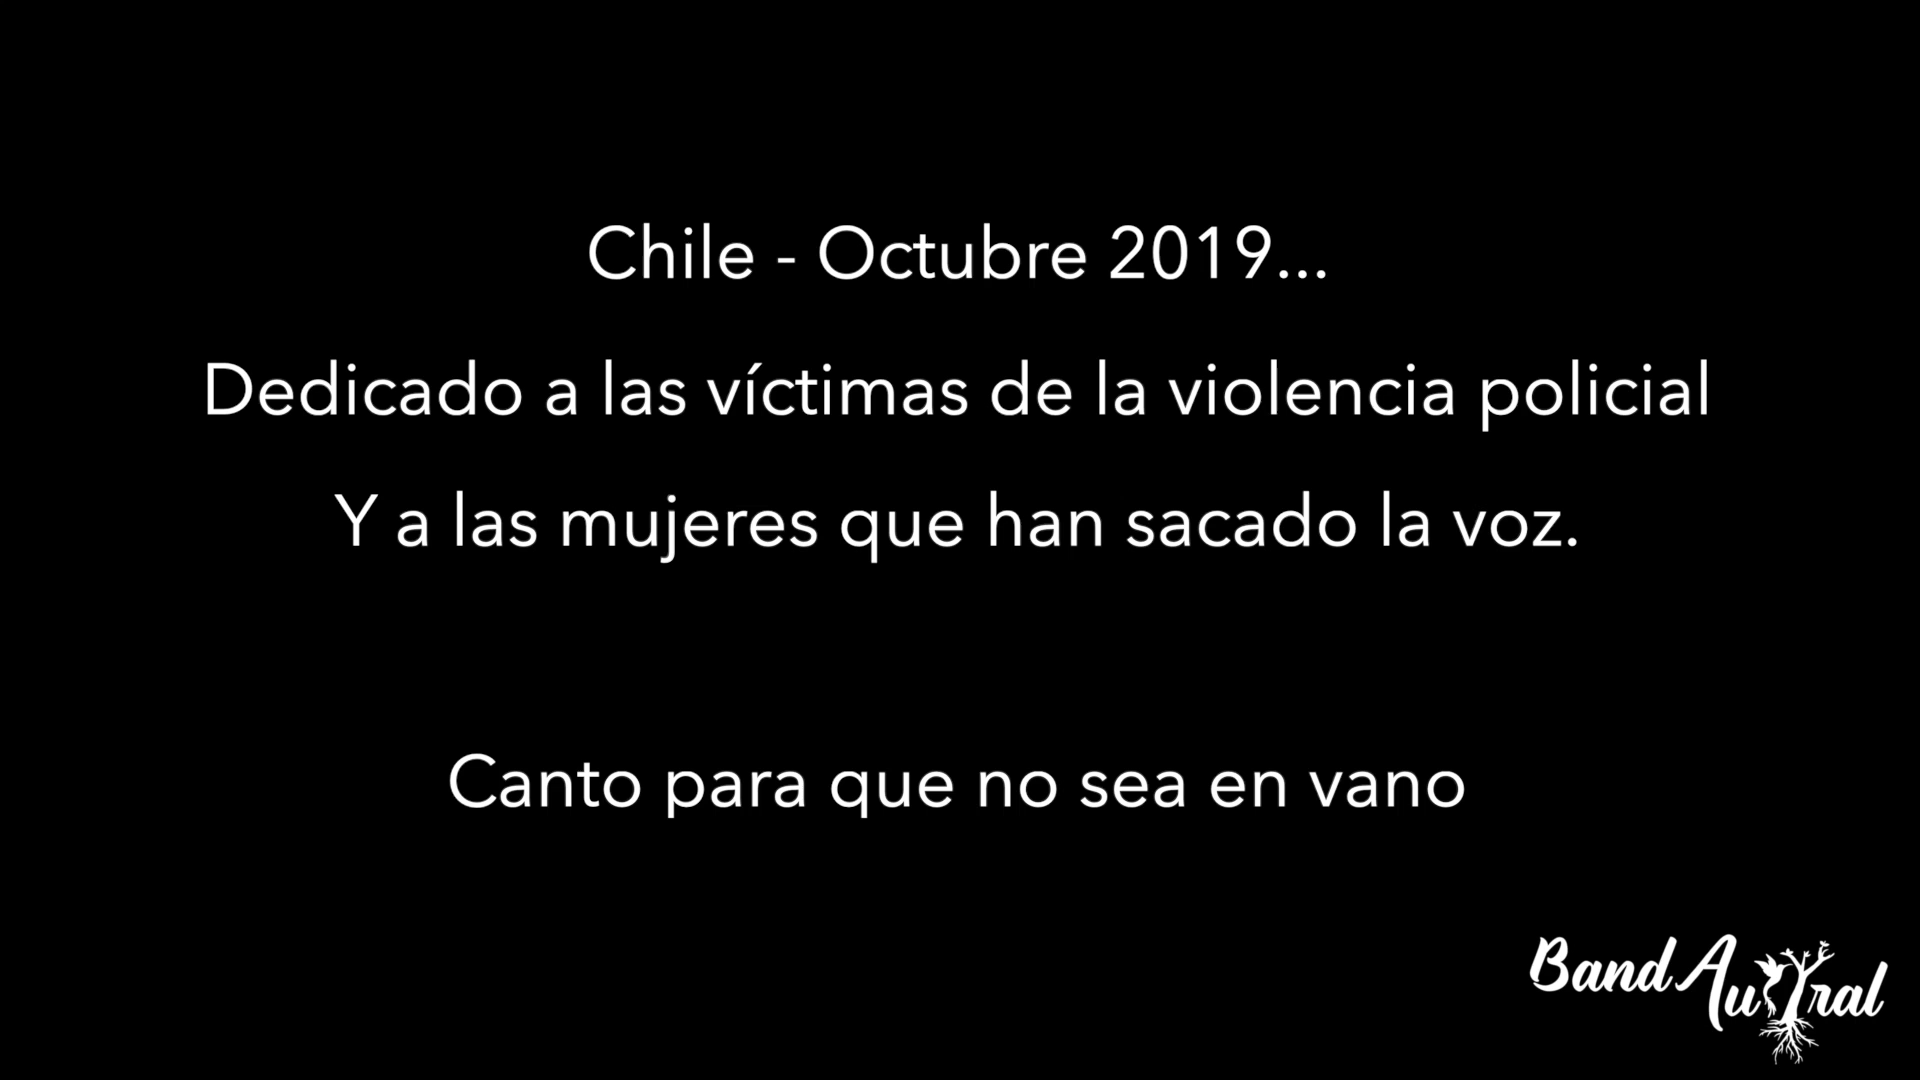 Chile - Octubre 2019...
Dedicado a las víctimas de la violencia policial
Y a las mujeres que han sacado la voz.
Canto para que no sea en vano
BandAustral